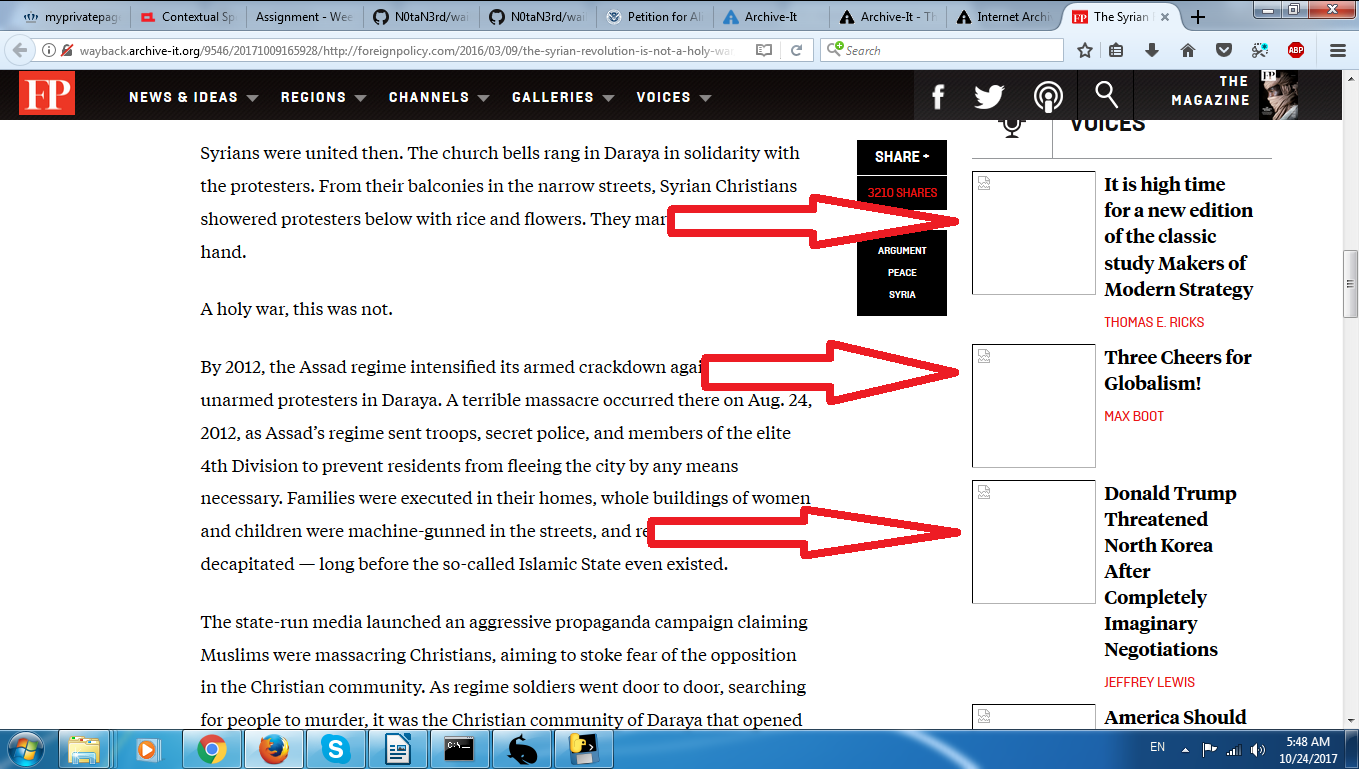 myprivatepag
Contextual Sp
Assignment - Wee
N0taN3rd/wai
N0taN3rd/wai
Petition for Ali
Archive-It
Archive-It - Th
Internet Archi
FP The Syrian
wayback.archive-it.org/9546/20171009165928/http://foreignpolicy.com/2016/03/09/the-syrian-revolution-is-not-a-holy-wa
Search
ABP
FP
NEWS & IDEAS
REGIONS
CHANNELS
GALLERIES
VOICES
THE
MAGAZINE
FP
Syrians were united then. The church bells rang in Daraya in solidarity with
the protesters. From their balconies in the narrow streets, Syrian Christians
showered protesters below with rice and flowers. They mar
hand.
A holy war, this was not.
By 2012, the Assad regime intensified its armed crackdown agai
unarmed protesters in Daraya. A terrible massacre occurred there on Aug. 24,
2012, as Assad’s regime sent troops, secret police, and members of the elite
4th Division to prevent residents from fleeing the city by any means
necessary. Families were executed in their homes, whole buildings of women
and children were machine-gunned in the streets, and re
decapitated — long before the so-called Islamic State even existed.
The state-run media launched an aggressive propaganda campaign claiming
Muslims were massacring Christians, aiming to stoke fear of the opposition
in the Christian community. As regime soldiers went door to door, searching
for people to murder, it was the Christian community of Daraya that opened
SHARE +
3210 SHARES
ARGUMENT
PEACE
SYRIA
VOICES
It is high time
for a new edition
of the classic
study Makers of
Modern Strategy
THOMAS E. RICKS
Three Cheers for
Globalism!
MAX BOOT
Donald Trump
Threatened
North Korea
After
Completely
Imaginary
Negotiations
JEFFREY LEWIS
America Should
C:\
EN
5:48 AM
10/24/2017